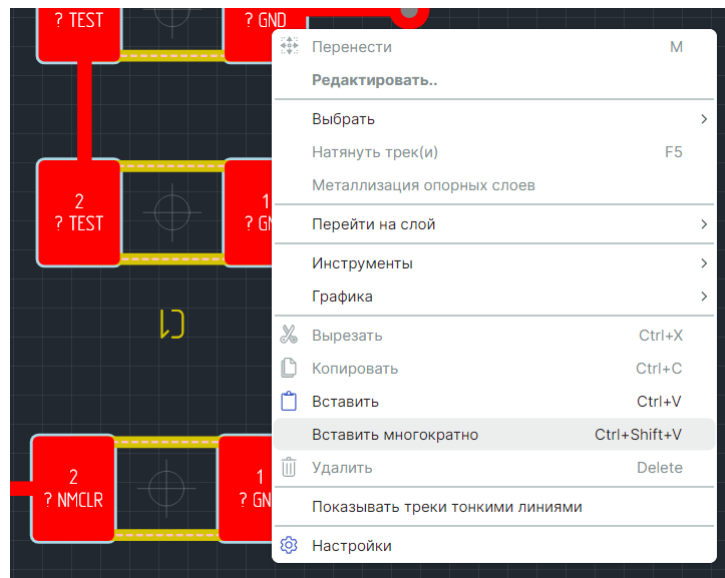 ? TEST
? GND
Перенести M
Редактировать..
Выбрать
Натянуть трек(и) F5
Металлизация опорных слоев
2
? TEST
1
Перейти на слой
Инструменты
Графика
C1
Вырезать Ctrl+X
Копировать Ctrl+C
Вставить Ctrl+V
Вставить многократно Ctrl+Shift+V
Удалить Delete
2
? NMCLR
1
Показывать треки тонкими линиями
Настройки